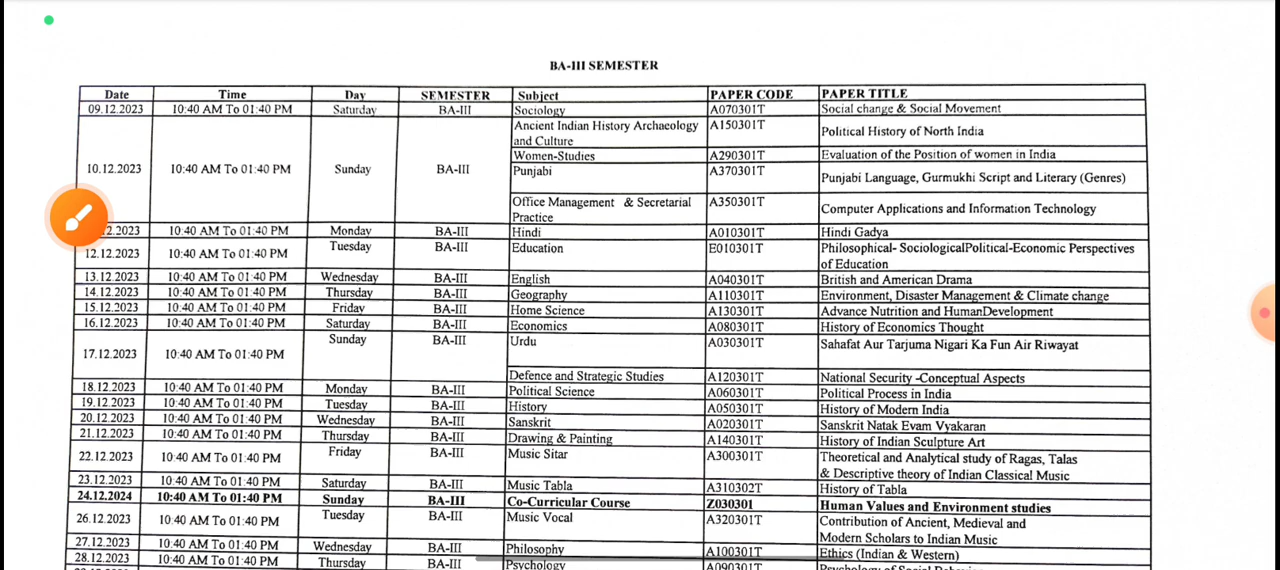 BA-III SEMESTER
Date Time Day SEMESTER Subject PAPER CODE PAPER TITLE
09.12.2023 10:40 AM To 01:40 PM Saturday BA-III Sociology A070301T Social change & Social Movement
10.12.2023 10:40 AM To 01:40 PM Sunday BA-III Ancient Indian History Archaeology A150301T Political History of North India
and Culture
Women-Studies A290301T Evaluation of the Position of women in India
Punjabi A370301T Punjabi Language, Gurmukhi Script and Literary (Genres)
Office Management & Secretarial A350301T Computer Applications and Information Technology
Practice
.2023 10:40 AM To 01:40 PM Monday BA-III Hindi A010301T Hindi Gadya
12.12.2023 10:40 AM To 01:40 PM Tuesday BA-III Education E010301T Philosophical- SociologicalPolitical-Economic Perspectives
of Education
13.12.2023 10:40 AM To 01:40 PM Wednesday BA-III English A040301T British and American Drama
14.12.2023 10:40 AM To 01:40 PM Thursday BA-III Geography A110301T Environment, Disaster Management & Climate change
15.12.2023 10:40 AM To 01:40 PM Friday BA-III Home Science A130301T Advance Nutrition and HumanDevelopment
16.12.2023 10:40 AM To 01:40 PM Saturday BA-III Economics A080301T History of Economics Thought
17.12.2023 10:40 AM To 01:40 PM Sunday BA-III Urdu A030301T Sahafat Aur Tarjuma Nigari Ka Fun Air Riwayat
Defence and Strategic Studies A120301T National Security -Conceptual Aspects
18.12.2023 10:40 AM To 01:40 PM Monday BA-III Political Science A060301T Political Process in India
19.12.2023 10:40 AM To 01:40 PM Tuesday BA-III History A050301T History of Modern India
20.12.2023 10:40 AM To 01:40 PM Wednesday BA-III Sanskrit A020301T Sanskrit Natak Evam Vyakaran
21.12.2023 10:40 AM To 01:40 PM Thursday BA-III Drawing & Painting A140301T History of Indian Sculpture Art
22.12.2023 10:40 AM To 01:40 PM Friday BA-III Music Sitar A300301T Theoretical and Analytical study of Ragas, Talas
& Descriptive theory of Indian Classical Music
23.12.2023 10:40 AM To 01:40 PM Saturday BA-III Music Tabla A310302T History of Tabla
24.12.2024 10:40 AM To 01:40 PM Sunday BA-III Co-Curricular Course Z030301 Human Values and Environment studies
26.12.2023 10:40 AM To 01:40 PM Tuesday BA-III Music Vocal A320301T Contribution of Ancient, Medieval and
Modern Scholars to Indian Music
27.12.2023 10:40 AM To 01:40 PM Wednesday BA-III Philosophy A100301T Ethics (Indian & Western)
28.12.2023 10:40 AM To 01:40 PM Thursday BA-III Psychology A090301T Psychology of Social Behavior